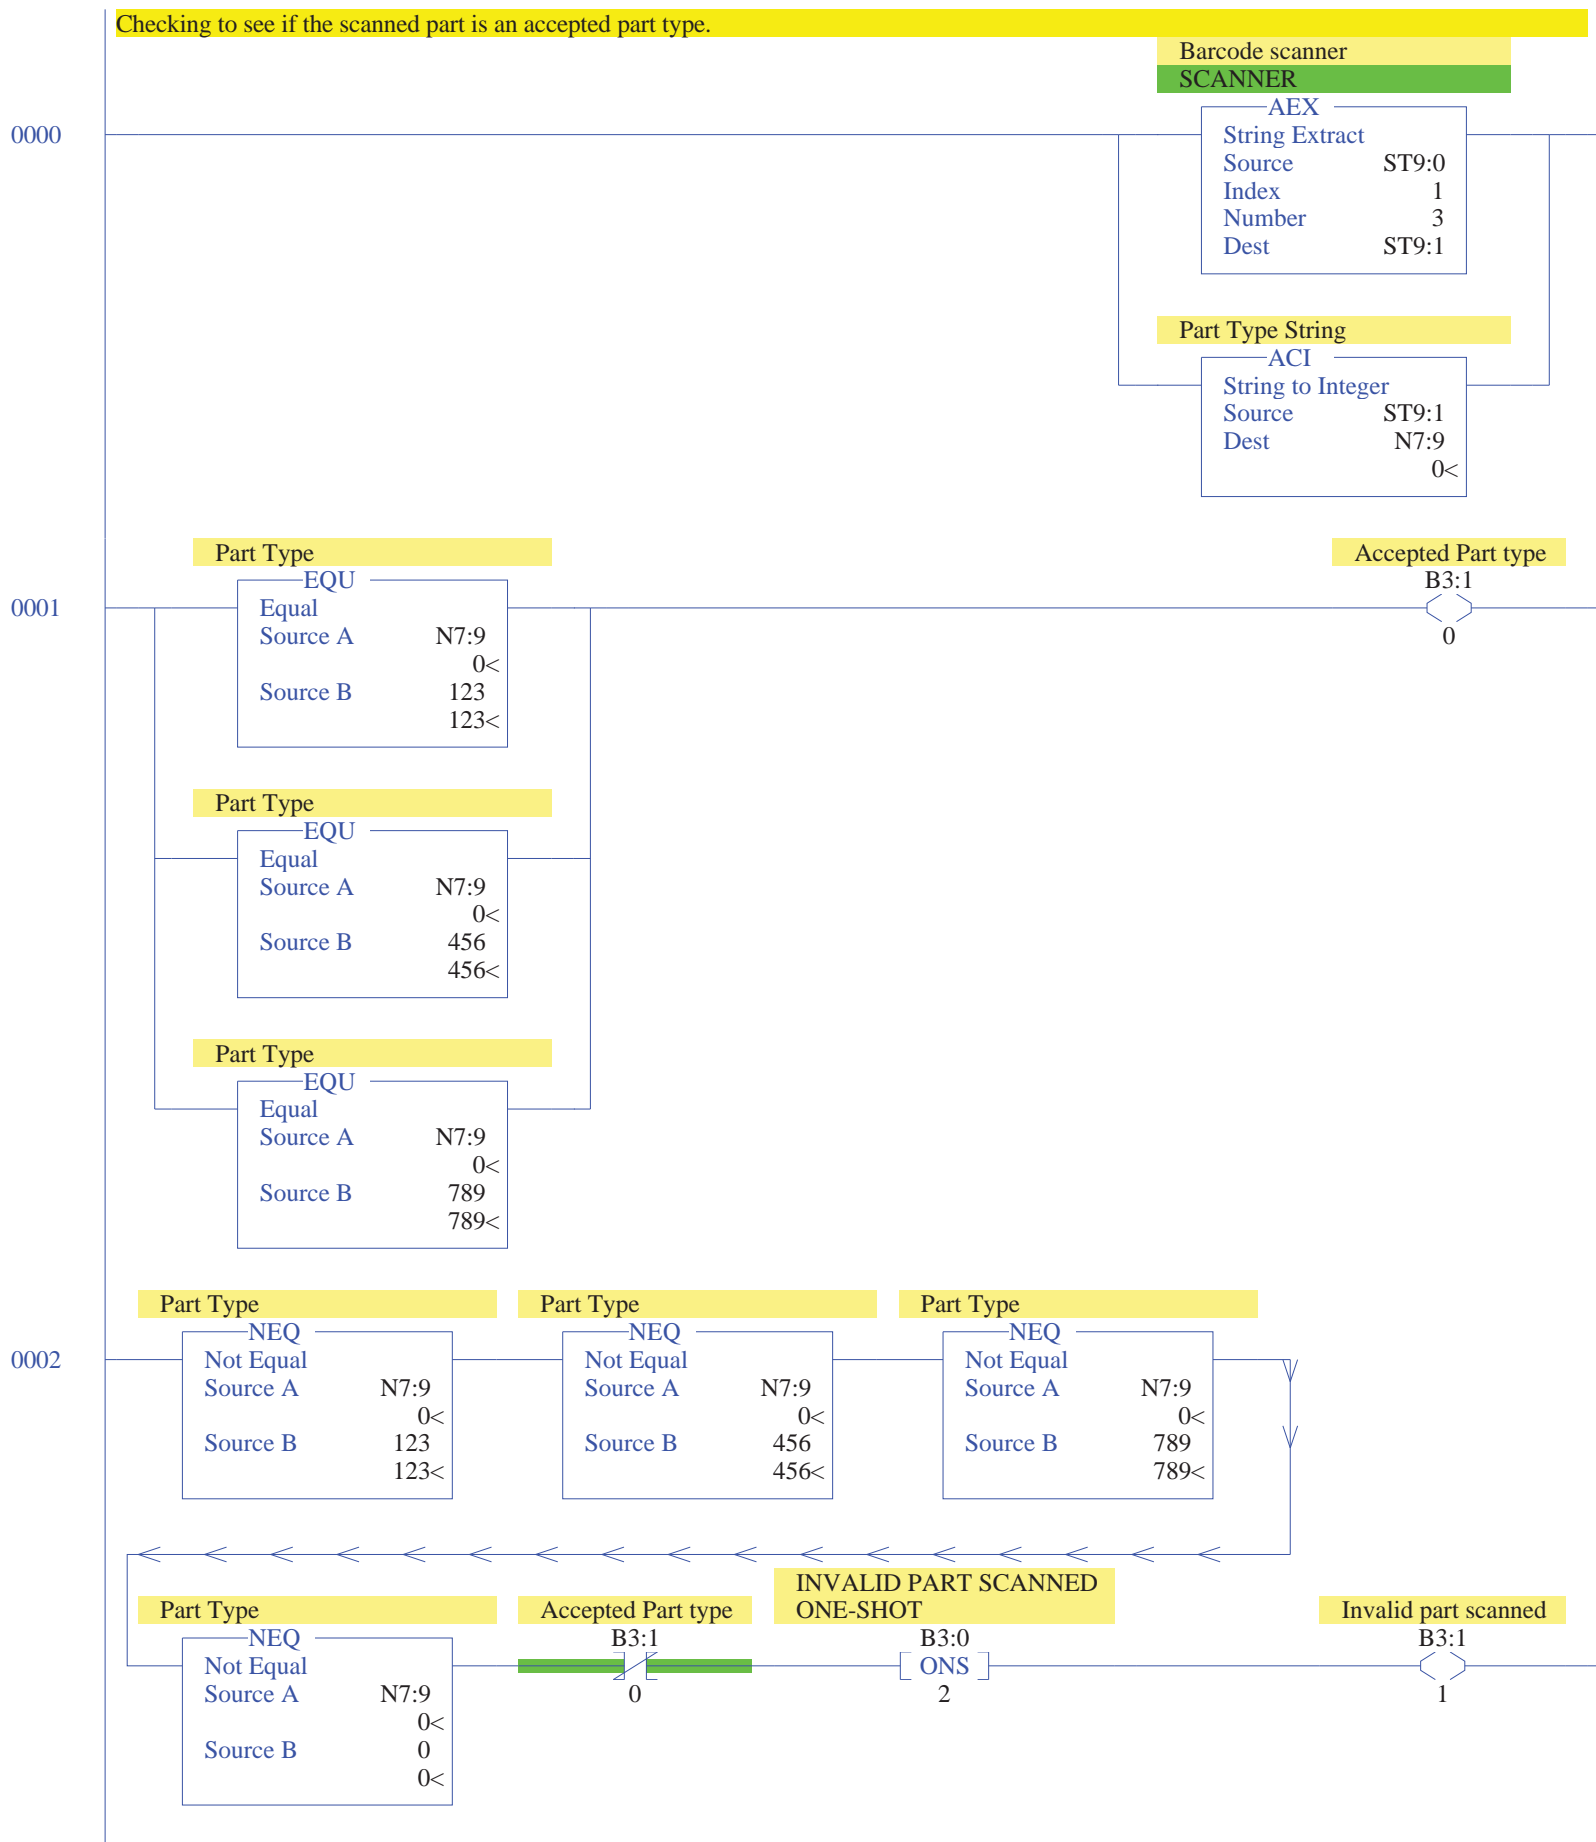 Checking to see if the scanned part is an accepted part type.
Barcode scanner
SCANNER
0000
AEX
String Extract
Source ST9:0
Index 1
Number 3
Dest ST9:1
Part Type String
ACI
String to Integer
Source ST9:1
Dest N7:9
0<
0001
Part Type
EQU
Equal
Source A N7:9
0<
Source B 123
123<
Accepted Part type
B3:1
0
Part Type
EQU
Equal
Source A N7:9
0<
Source B 456
456<
Part Type
EQU
Equal
Source A N7:9
0<
Source B 789
789<
0002
Part Type
NEQ
Not Equal
Source A N7:9
0<
Source B 123
123<
Part Type
NEQ
Not Equal
Source A N7:9
0<
Source B 456
456<
Part Type
NEQ
Not Equal
Source A N7:9
0<
Source B 789
789<
Part Type
NEQ
Not Equal
Source A N7:9
0<
Source B 0
0<
Accepted Part type
B3:1
0
INVALID PART SCANNED
ONE-SHOT
B3:0
ONS
2
Invalid part scanned
B3:1
1